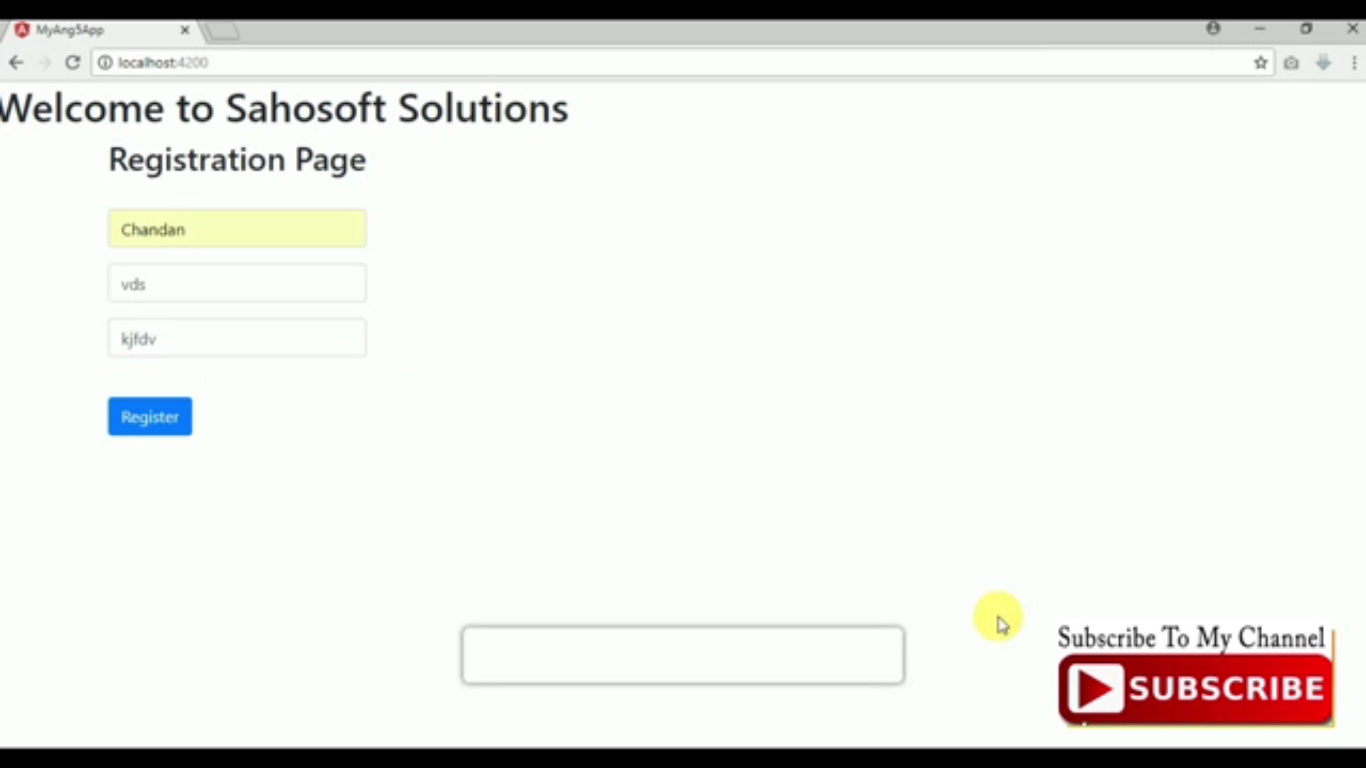 MyAng5App
localhost:4200
Welcome to Sahosoft Solutions
Registration Page
Chandan
vds
kjfdv
Register
Subscribe To My Channel
SUBSCRIBE